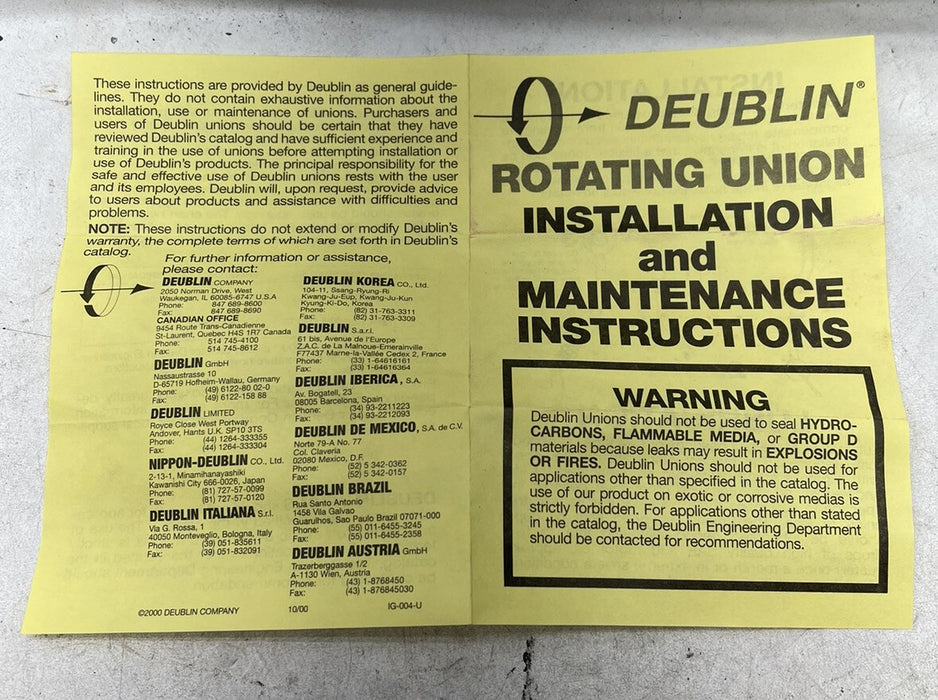 These instructions are provided by Deublin as general guide-
lines. They do not contain exhaustive information about the
installation, use or maintenance of unions. Purchasers and
users of Deublin unions should be certain that they have
reviewed Deublin's catalog and have sufficient experience and
training in the use of unions before attempting installation or
use of Deublin's products. The principal responsibility for the
safe and effective use of Deublin unions rests with the user
and its employees. Deublin will, upon request, provide advice
to users about products and assistance with difficulties and
problems.
NOTE: These instructions do not extend or modify Deublin's
warranty, the complete terms of which are set forth in Deublin's
catalog.
For further information or assistance,
please contact:
DEUBLIN COMPANY
2050 Norman Drive, West
Waukegan, IL 60085-6747 U.S.A
Phone: 847 689-8600
Fax: 847 689-8690
CANADIAN OFFICE
9454 Route Trans-Canadienne
St-Laurent, Quebec H4S 1R7 Canada
Phone: 514 745-4100
Fax: 514 745-8612
DEUBLIN GmbH
Nassaustrasse 10
D-65719 Hofheim-Wallau, Germany
Phone: (49) 6122-80 02-0
Fax: (49) 6122-158 88
DEUBLIN LIMITED
Royce Close West Portway
Andover, Hants U.K. SP10 3TS
Phone: (44) 1264-333355
Fax: (44) 1264-333304
NIPPON-DEUBLIN CO., Ltd.
2-13-1, Minamihanayashiki
Kawanishi City 666-0026, Japan
Phone: (81) 727-57-0099
Fax: (81) 727-57-0120
DEUBLIN ITALIANA S.r.l.
Via G. Rossa, 1
40050 Monteveglio, Bologna, Italy
Phone: (39) 051-835611
Fax: (39) 051-832091
DEUBLIN KOREA CO., Ltd.
104-11, Ssang-Ryung-Ri
Kwang-Ju-Eup, Kwang-Ju-Kun
Kyung-Ki-Do, Korea
Phone: (82) 31-763-3311
Fax: (82) 31-763-3309
DEUBLIN S.a.r.l.
61 bis, Avenue de l'Europe
Z.A.C. de La Malnoue-Emerainville
F77437 Marne-la-Vallée Cedex 2, France
Phone: (33) 1-64616161
Fax: (33) 1-64616364
DEUBLIN IBERICA, S.A.
Av. Bogatell, 23
08005 Barcelona, Spain
Phone: (34) 93-2211223
Fax: (34) 93-2212093
DEUBLIN DE MEXICO, S.A. de C.V.
Norte 79-A No. 77
Col. Claveria
02080 Mexico, D.F.
Phone: (52) 5 342-0362
Fax: (52) 5 342-0157
DEUBLIN BRAZIL
Rua Santo Antonio
1458 Vila Galvao
Guarulhos, Sao Paulo Brazil 07071-000
Phone: (55) 011-6455-3245
Fax: (55) 011-6455-2358
DEUBLIN AUSTRIA GmbH
Trazerberggasse 1/2
A-1130 Wien, Austria
Phone: (43) 1-8768450
Fax: (43) 1-876845030
©2000 DEUBLIN COMPANY 10/00 IG-004-U
DEUBLIN®
ROTATING UNION
INSTALLATION
and
MAINTENANCE
INSTRUCTIONS
WARNING
Deublin Unions should not be used to seal HYDRO-
CARBONS, FLAMMABLE MEDIA, or GROUP D
materials because leaks may result in EXPLOSIONS
OR FIRES. Deublin Unions should not be used for
applications other than specified in the catalog. The
use of our product on exotic or corrosive medias is
strictly forbidden. For applications other than stated
in the catalog, the Deublin Engineering Department
should be contacted for recommendations.